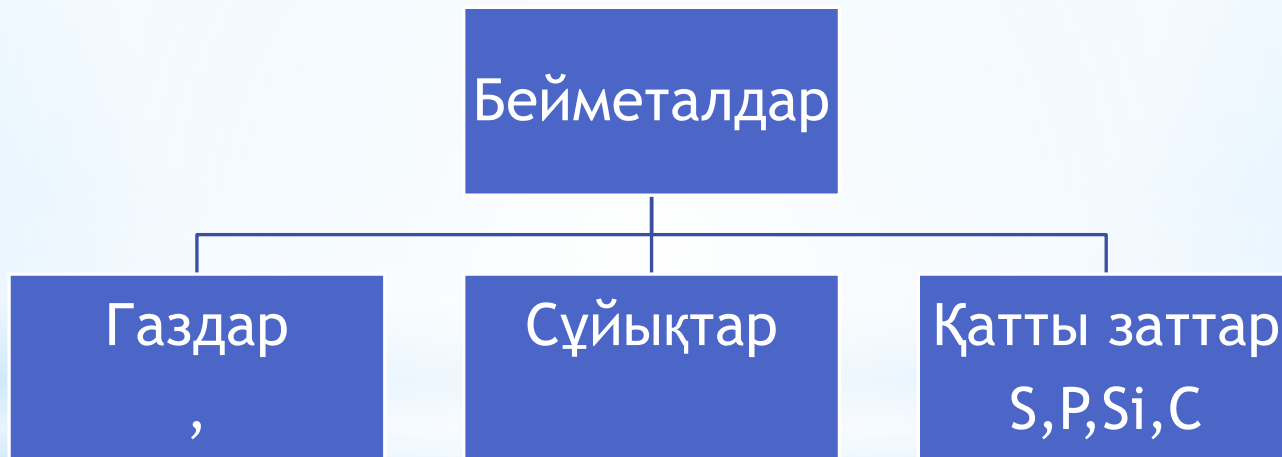 Бейметалдар
Газдар
,
Сұйықтар
Қатты заттар
S,P,Si,C